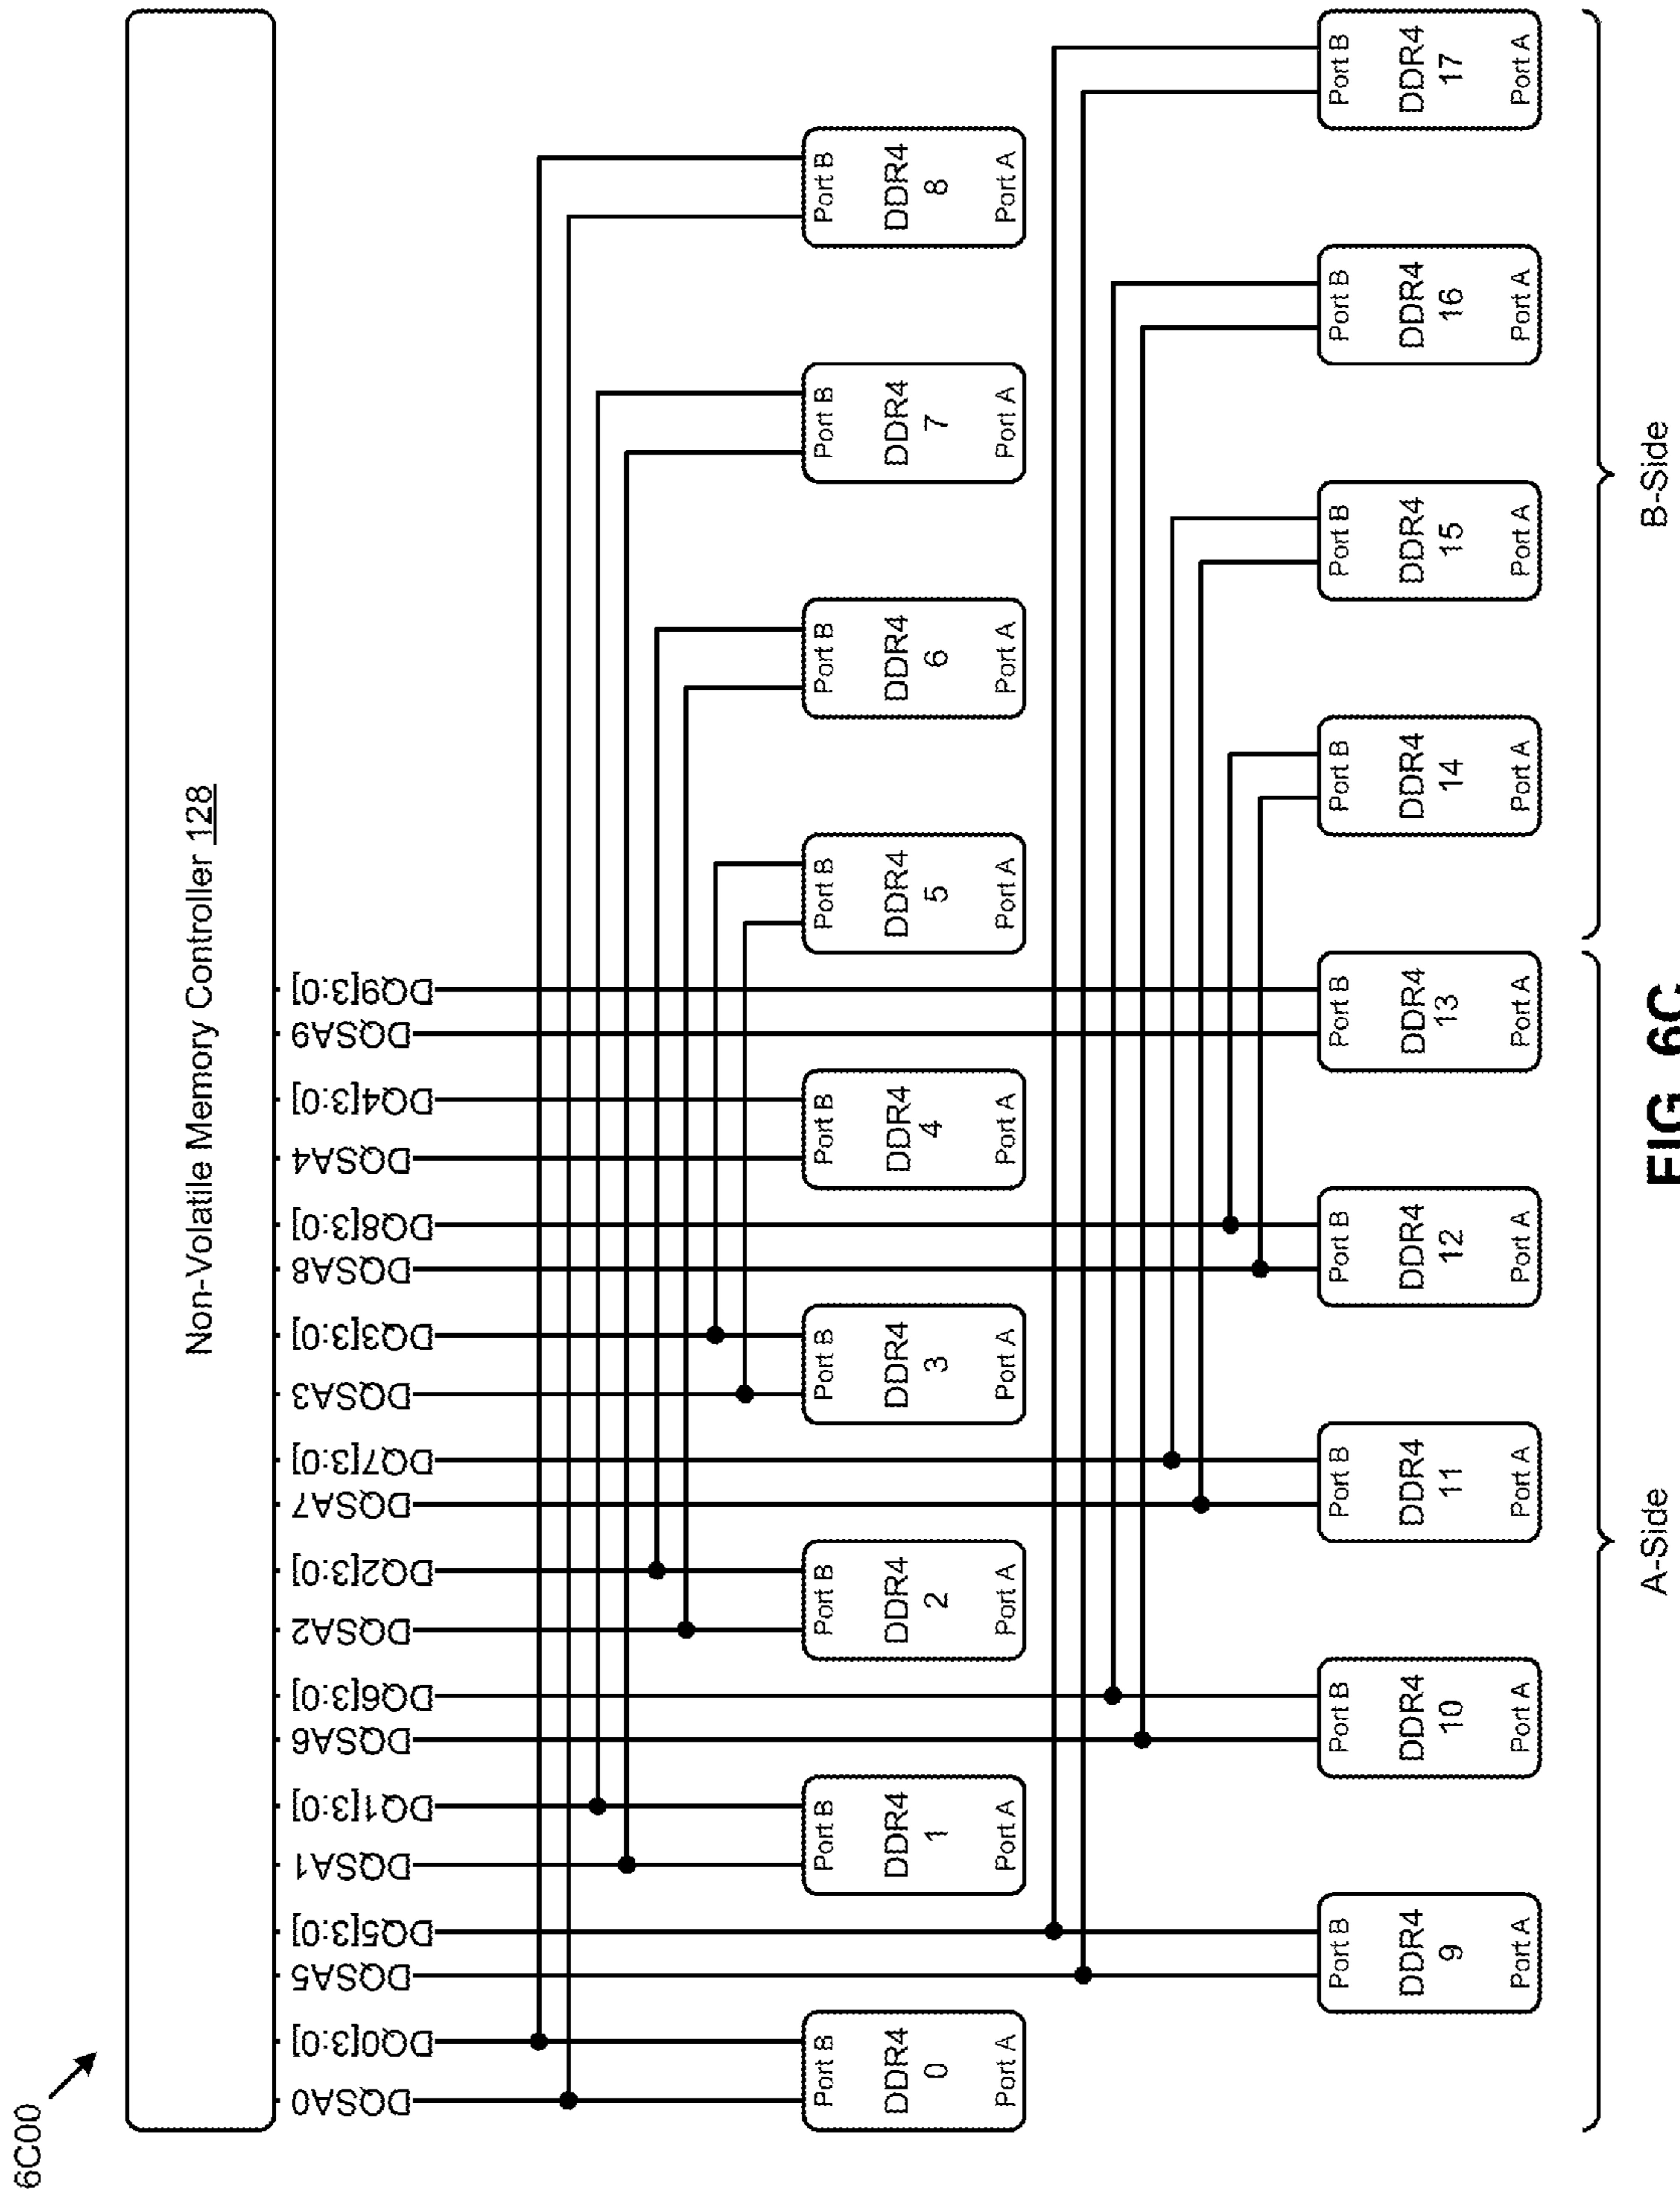 6C00
Non-Volatile Memory Controller 128
DQSA0
DQ0[3:0]
DQSA5
DQ5[3:0]
DQSA1
DQ1[3:0]
DQSA6
DQ6[3:0]
DQSA2
DQ2[3:0]
DQSA7
DQ7[3:0]
DQSA3
DQ3[3:0]
DQSA8
DQ8[3:0]
DQSA4
DQ4[3:0]
DQSA9
DQ9[3:0]
Port B
DDR4
0
Port A
Port B
DDR4
1
Port A
Port B
DDR4
2
Port A
Port B
DDR4
3
Port A
Port B
DDR4
4
Port A
Port B
DDR4
5
Port A
Port B
DDR4
6
Port A
Port B
DDR4
7
Port A
Port B
DDR4
8
Port A
Port B
DDR4
9
Port A
Port B
DDR4
10
Port A
Port B
DDR4
11
Port A
Port B
DDR4
12
Port A
Port B
DDR4
13
Port A
Port B
DDR4
14
Port A
Port B
DDR4
15
Port A
Port B
DDR4
16
Port A
Port B
DDR4
17
Port A
A-Side
B-Side
FIG. 6C